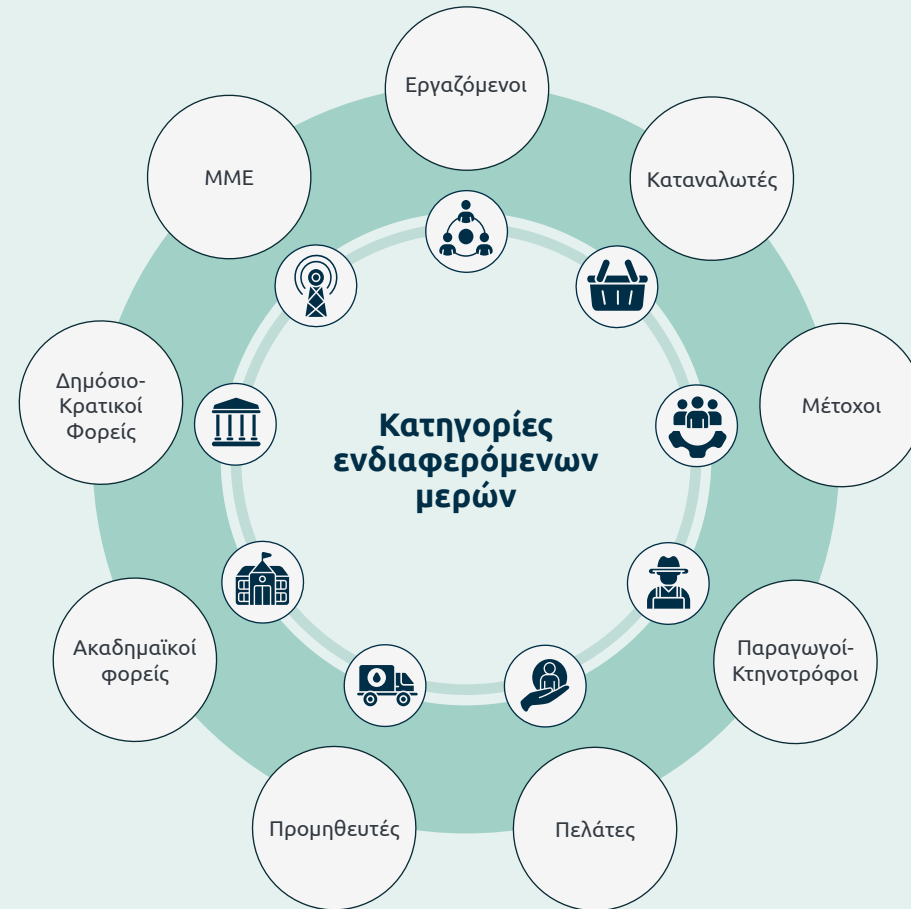 Εργαζόμενοι
Καταναλωτές
Μέτοχοι
Παραγωγοί-
Κτηνοτρόφοι
Πελάτες
Προμηθευτές
Ακαδημαϊκοί
φορείς
Δημόσιο-
Κρατικοί
Φορείς
ΜΜΕ
Κατηγορίες
ενδιαφερόμενων
μερών